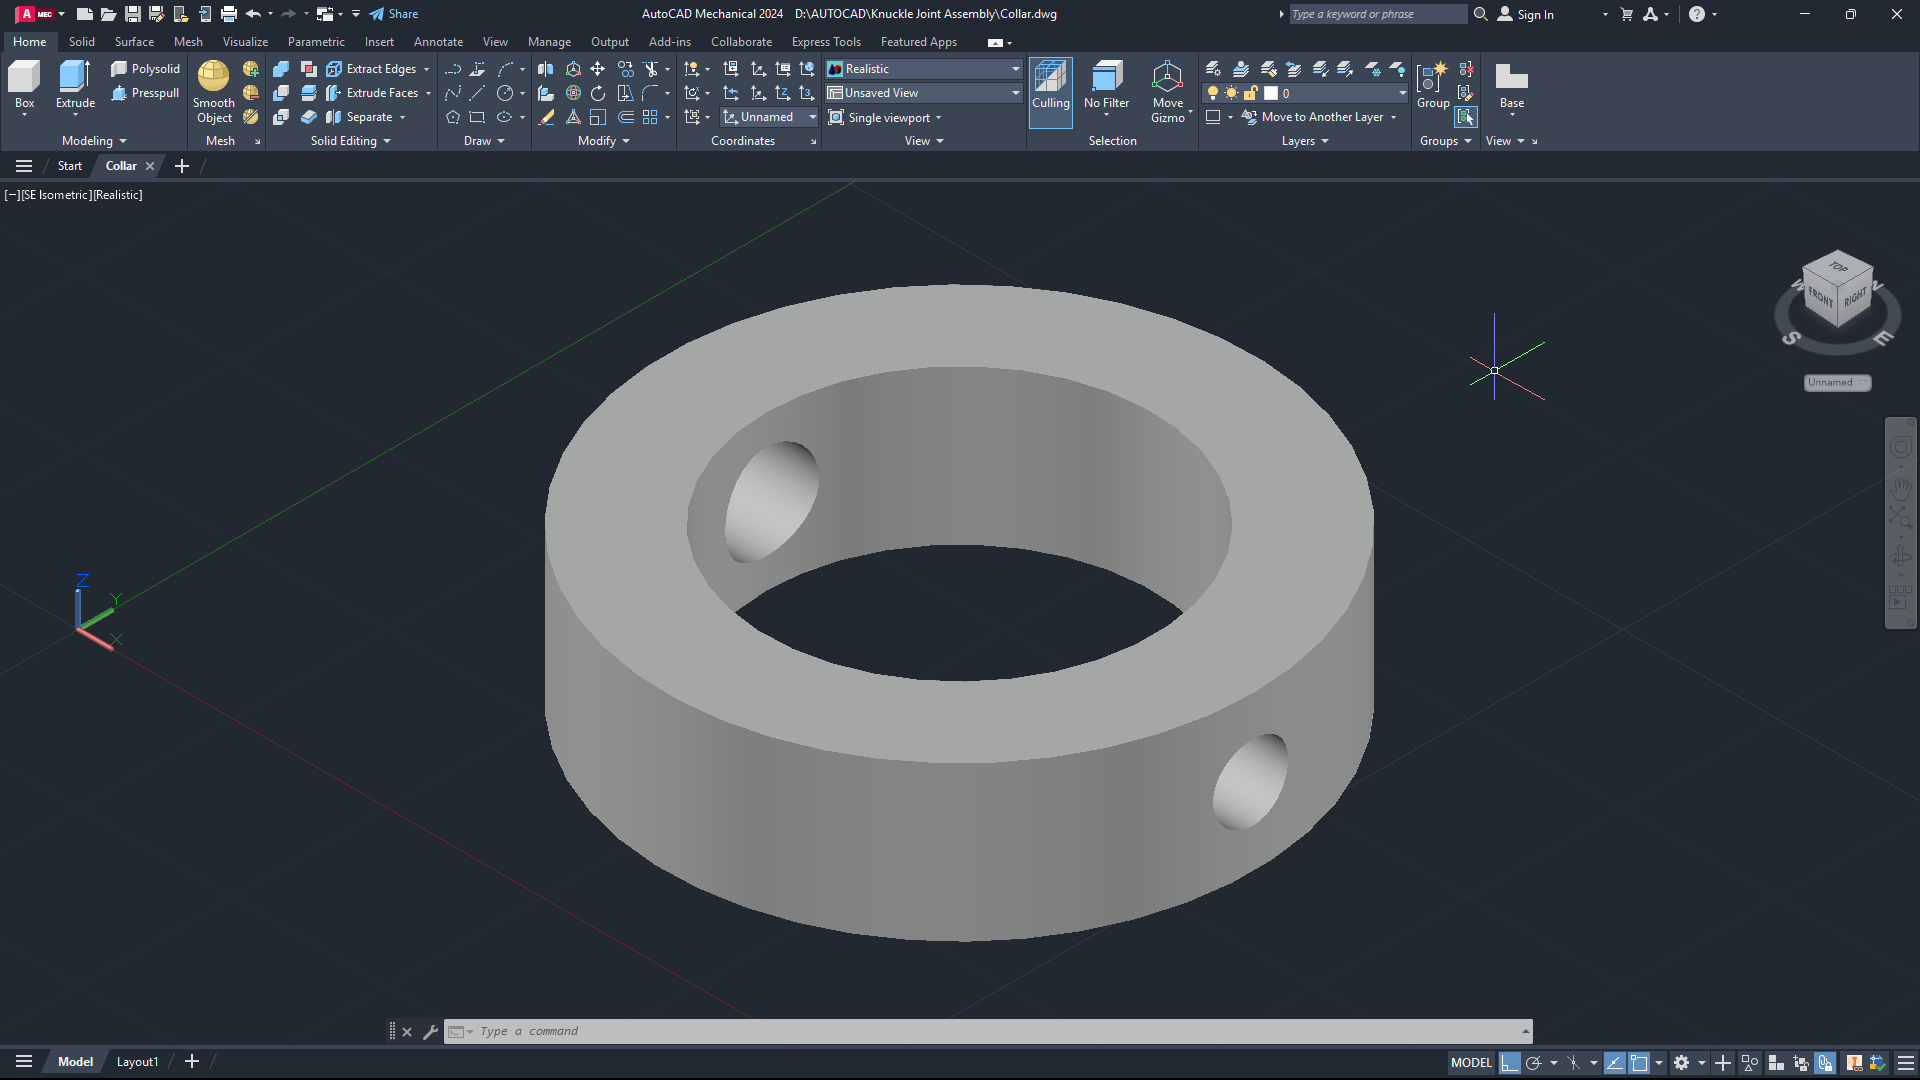 A MEC Share AutoCAD Mechanical 2024 D:\AUTOCAD\Knuckle Joint Assembly\Collar.dwg Type a keyword or phrase Sign In
Home Solid Surface Mesh Visualize Parametric Insert Annotate View Manage Output Add-ins Collaborate Express Tools Featured Apps
Box
Extrude
Polysolid
Presspull
Modeling
Smooth
Object
Mesh
Extract Edges
Extrude Faces
Separate
Solid Editing
Draw
Modify
Unnamed
Coordinates
Realistic
Unsaved View
Single viewport
View
Culling
No Filter
Move
Gizmo
Selection
0
Move to Another Layer
Layers
Group
Groups
Base
View
Start Collar
[−][SE Isometric][Realistic]
TOP
FRONT RIGHT
W N
S E
Unnamed
Z
Y
X
Type a command
Model Layout1 MODEL